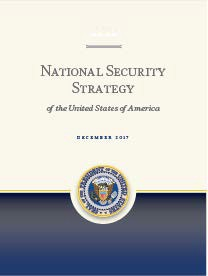 NATIONAL SECURITY
STRATEGY
of the United States of America
DECEMBER 2017